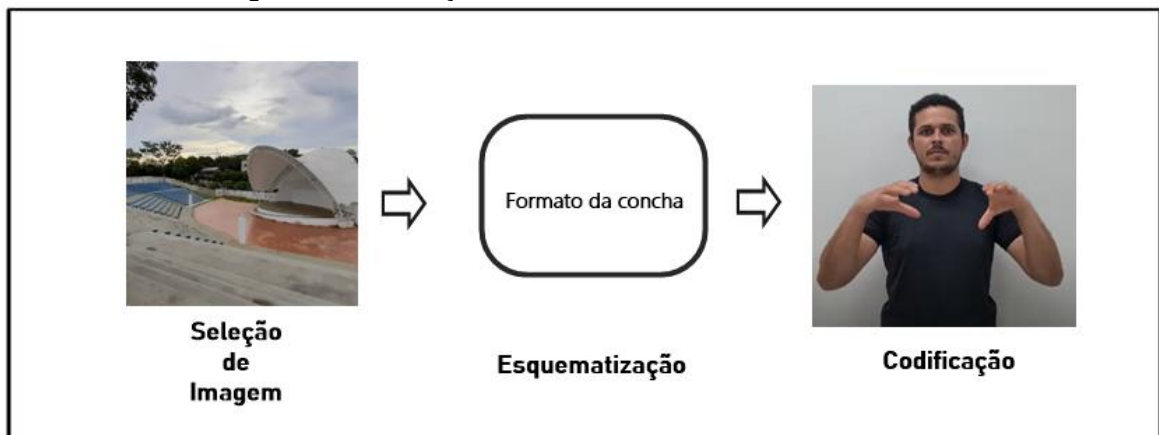 Formato da concha
Seleção
de
Imagem
Esquematização
Codificação